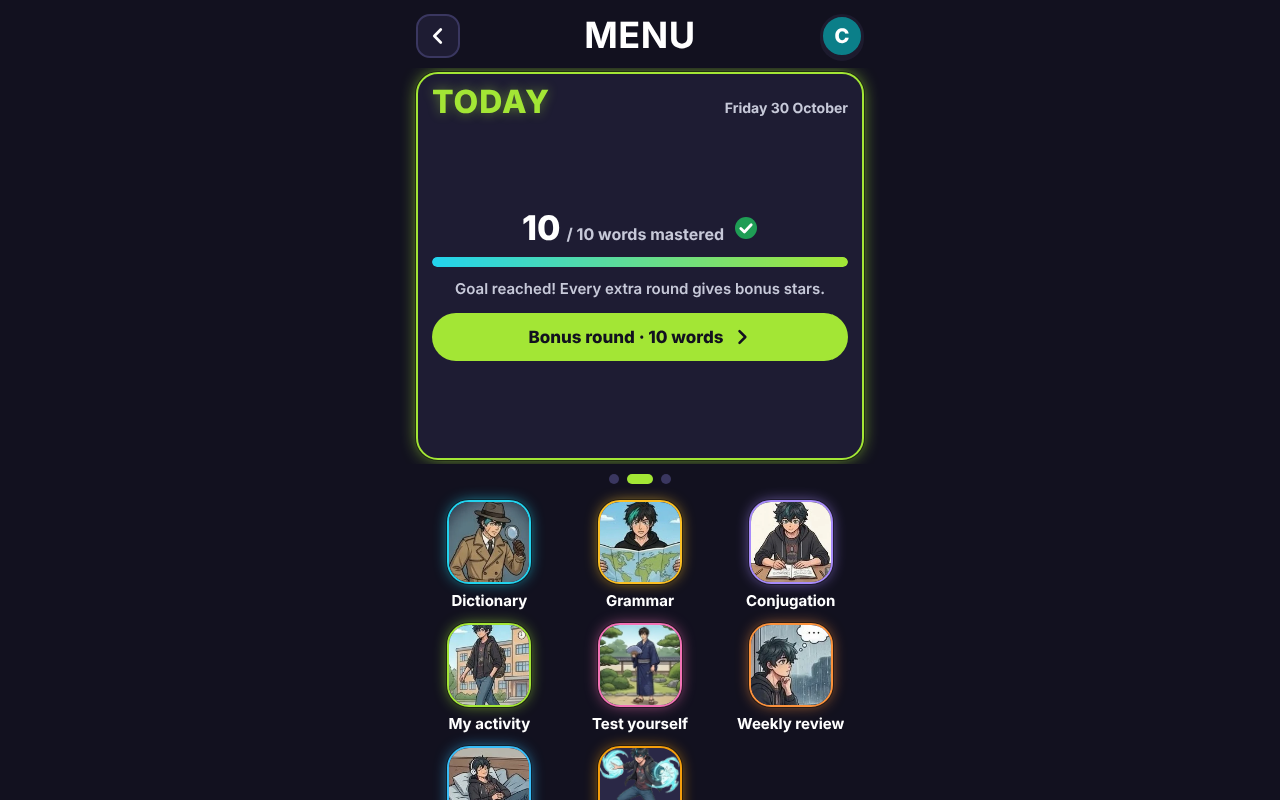 MENU
C
TODAY
Friday 30 October
10 / 10 words mastered
Goal reached! Every extra round gives bonus stars.
Bonus round · 10 words
Dictionary
Grammar
Conjugation
My activity
Test yourself
Weekly review